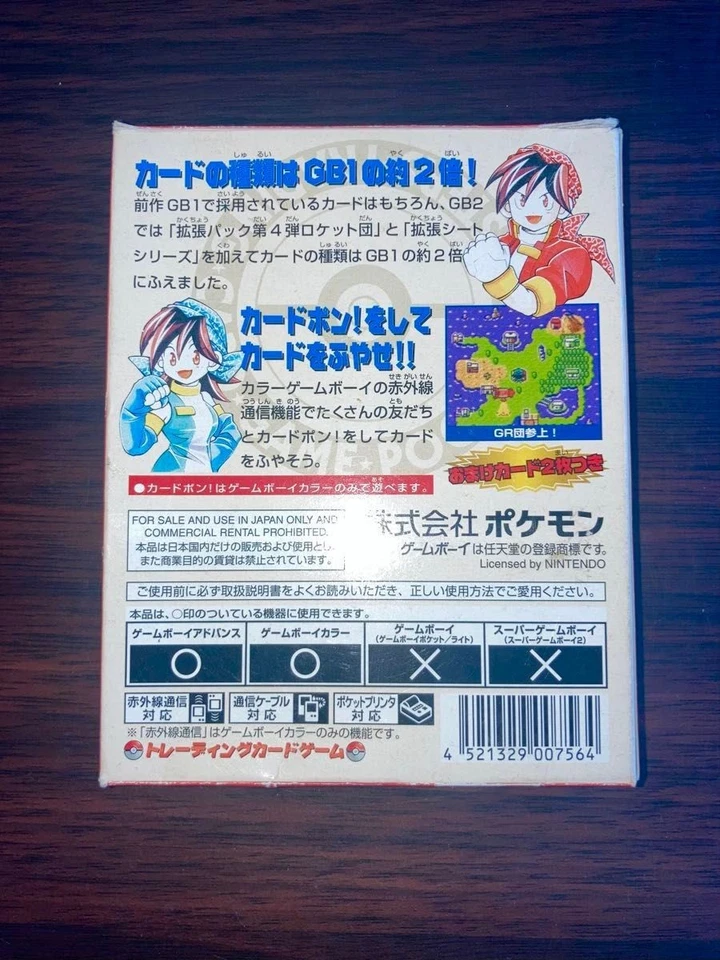 カードの種類はGB1の約2倍！
前作GB1で採用されているカードはもちろん、GB2
では「拡張パック第4弾ロケット団」と「拡張シート
シリーズ」を加えてカードの種類はGB1の約2倍
にふえました。
カードポン！をして
カードをふやせ!!
カラーゲームボーイの赤外線
通信機能でたくさんの友だち
とカードポン！をしてカード
をふやそう。
GR団参上！
おまけカード2枚つき
●カードポン！はゲームボーイカラーのみで遊べます。
FOR SALE AND USE IN JAPAN ONLY AND
COMMERCIAL RENTAL PROHIBITED.
本品は日本国内だけの販売および使用とし、
また商業目的の賃貸は禁止されています。
株式会社 ポケモン
ゲームボーイは任天堂の登録商標です。
Licensed by NINTENDO
ご使用前に必ず取扱説明書をよくお読みいただき、正しい使用方法でご愛用ください。
本品は、○印のついている機器に使用できます。
ゲームボーイアドバンス ゲームボーイカラー ゲームボーイ スーパーゲームボーイ
(ゲームボーイポケット/ライト) (スーパーゲームボーイ2)
○ ○ × ×
赤外線通信 通信ケーブル ポケットプリンタ
対応 対応 対応
※「赤外線通信」はゲームボーイカラーのみの機能です。
トレーディングカードゲーム
4 521329 007564